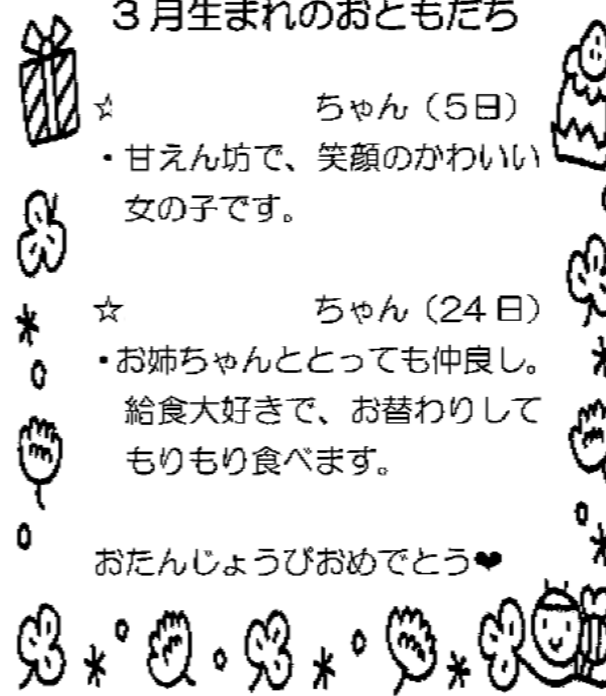 3月生まれのおともだち
☆　　　　　ちゃん（5日）
・甘えん坊で、笑顔のかわいい
女の子です。
☆　　　　　ちゃん（24日）
・お姉ちゃんととっても仲良し。
給食大好きで、お替わりして
もりもり食べます。
おたんじょうびおめでとう❤